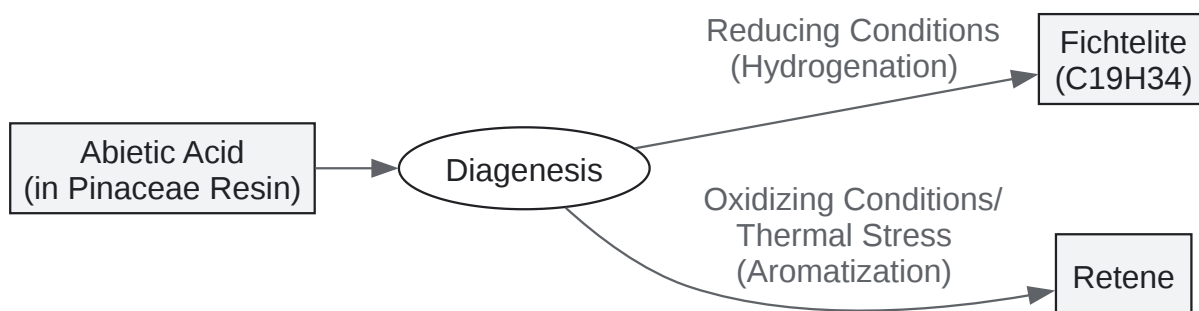 Abietic Acid
(in Pinaceae Resin)
Diagenesis
Reducing Conditions
(Hydrogenation)
Fichtelite
(C19H34)
Oxidizing Conditions/
Thermal Stress
(Aromatization)
Retene